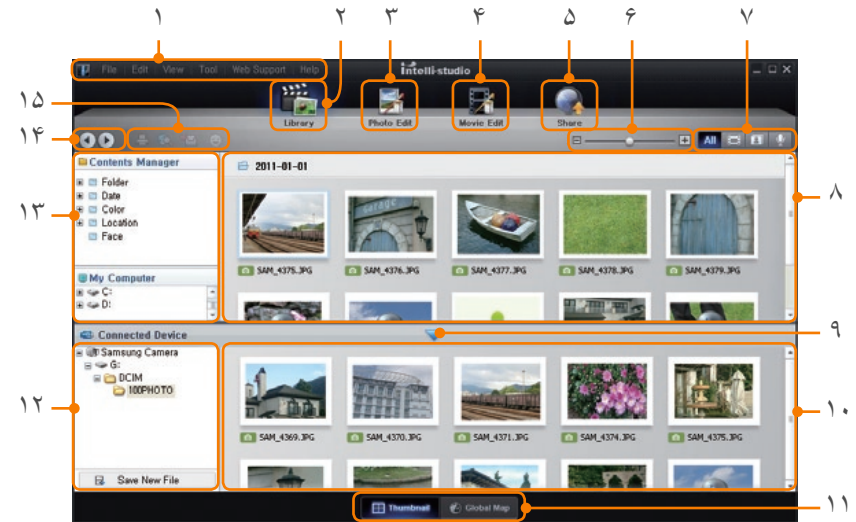 ۱ ۲ ۳ ۴ ۵ ۶ ۷
File Edit View Tool Web Support Help
intelli-studio
Library Photo Edit Movie Edit Share
۱۵
۱۴
All
Contents Manager
2011-01-01
Folder
Date
Color
Location
Face
۱۳
۸
SAM_4375.JPG SAM_4376.JPG SAM_4377.JPG SAM_4378.JPG SAM_4379.JPG
My Computer
C:
D:
Connected Device
۹
Samsung Camera
G:
DCIM
100PHOTO
۱۲
۱۰
SAM_4369.JPG SAM_4370.JPG SAM_4371.JPG SAM_4374.JPG SAM_4375.JPG
Save New File
Thumbnail Global Map
۱۱